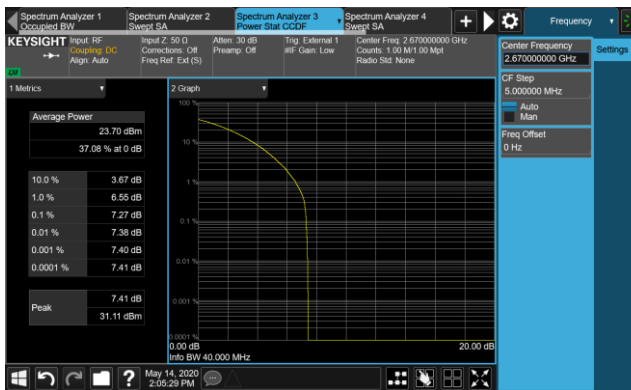 Spectrum Analyzer 1
Occupied BW
Spectrum Analyzer 2
Swept SA
Spectrum Analyzer 3
Power Stat CCDF
Spectrum Analyzer 4
Swept SA
Frequency
KEYSIGHT
Input: RF
Coupling: DC
Align: Auto
Input Z: 50 Ω
Corrections: Off
Freq Ref: Ext (S)
Atten: 30 dB
Preamp: Off
Trig: External 1
#IF Gain: Low
Center Freq: 2.670000000 GHz
Counts: 1.00 M/1.00 Mpt
Radio Std: None
Center Frequency
2.670000000 GHz
Settings
CF Step
5.000000 MHz
Auto
Man
Freq Offset
0 Hz
1 Metrics
Average Power
23.70 dBm
37.08 % at 0 dB
10.0 % 3.67 dB
1.0 % 6.55 dB
0.1 % 7.27 dB
0.01 % 7.38 dB
0.001 % 7.40 dB
0.0001 % 7.41 dB
Peak
7.41 dB
31.11 dBm
2 Graph
100 %
10 %
1 %
0.1 %
0.01 %
0.001 %
0.0001 %
0.00 dB
20.00 dB
Info BW 40.000 MHz
May 14, 2020
2:05:29 PM